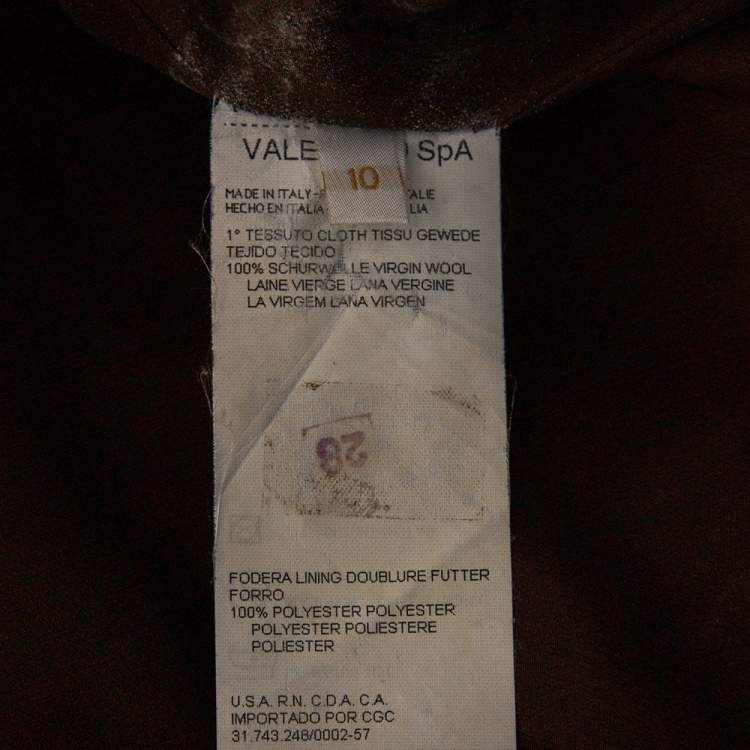 VALE SpA
10
MADE IN ITALY-F ALIE
HECHO EN ITALIA- LIA
1° TESSUTO CLOTH TISSU GEWEDE
TEJIDO TECIDO
100% SCHURWOLLE VIRGIN WOOL
LAINE VIERGE LANA VERGINE
LA VIRGEM LANA VIRGEN
28
FODERA LINING DOUBLURE FUTTER
FORRO
100% POLYESTER POLYESTER
POLYESTER POLIESTERE
POLIESTER
U.S.A. R.N. C.D.A. C.A.
IMPORTADO POR CGC
31.743.248/0002-57